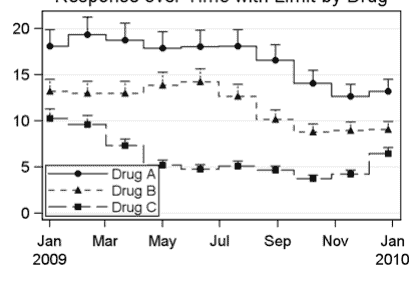 Response over Time with Limit by Drug
20
15
10
5
0
Drug A
Drug B
Drug C
Jan Mar May Jul Sep Nov Jan
2009 2010